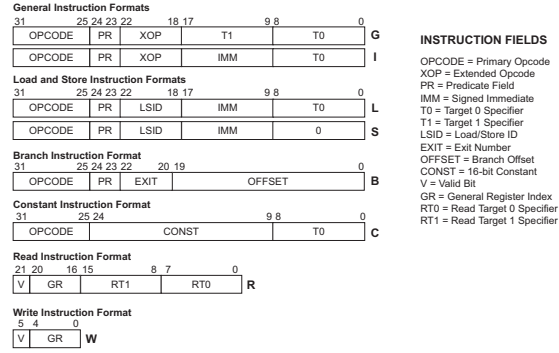 General Instruction Formats
31 25 24 23 22 18 17 9 8 0
OPCODE PR XOP T1 T0 G
OPCODE PR XOP IMM T0 I
Load and Store Instruction Formats
31 25 24 23 22 18 17 9 8 0
OPCODE PR LSID IMM T0 L
OPCODE PR LSID IMM 0 S
Branch Instruction Format
31 25 24 23 22 20 19 0
OPCODE PR EXIT OFFSET B
Constant Instruction Format
31 25 24 9 8 0
OPCODE CONST T0 C
Read Instruction Format
21 20 16 15 8 7 0
V GR RT1 RT0 R
Write Instruction Format
5 4 0
V GR W
INSTRUCTION FIELDS
OPCODE = Primary Opcode
XOP = Extended Opcode
PR = Predicate Field
IMM = Signed Immediate
T0 = Target 0 Specifier
T1 = Target 1 Specifier
LSID = Load/Store ID
EXIT = Exit Number
OFFSET = Branch Offset
CONST = 16-bit Constant
V = Valid Bit
GR = General Register Index
RT0 = Read Target 0 Specifier
RT1 = Read Target 1 Specifier